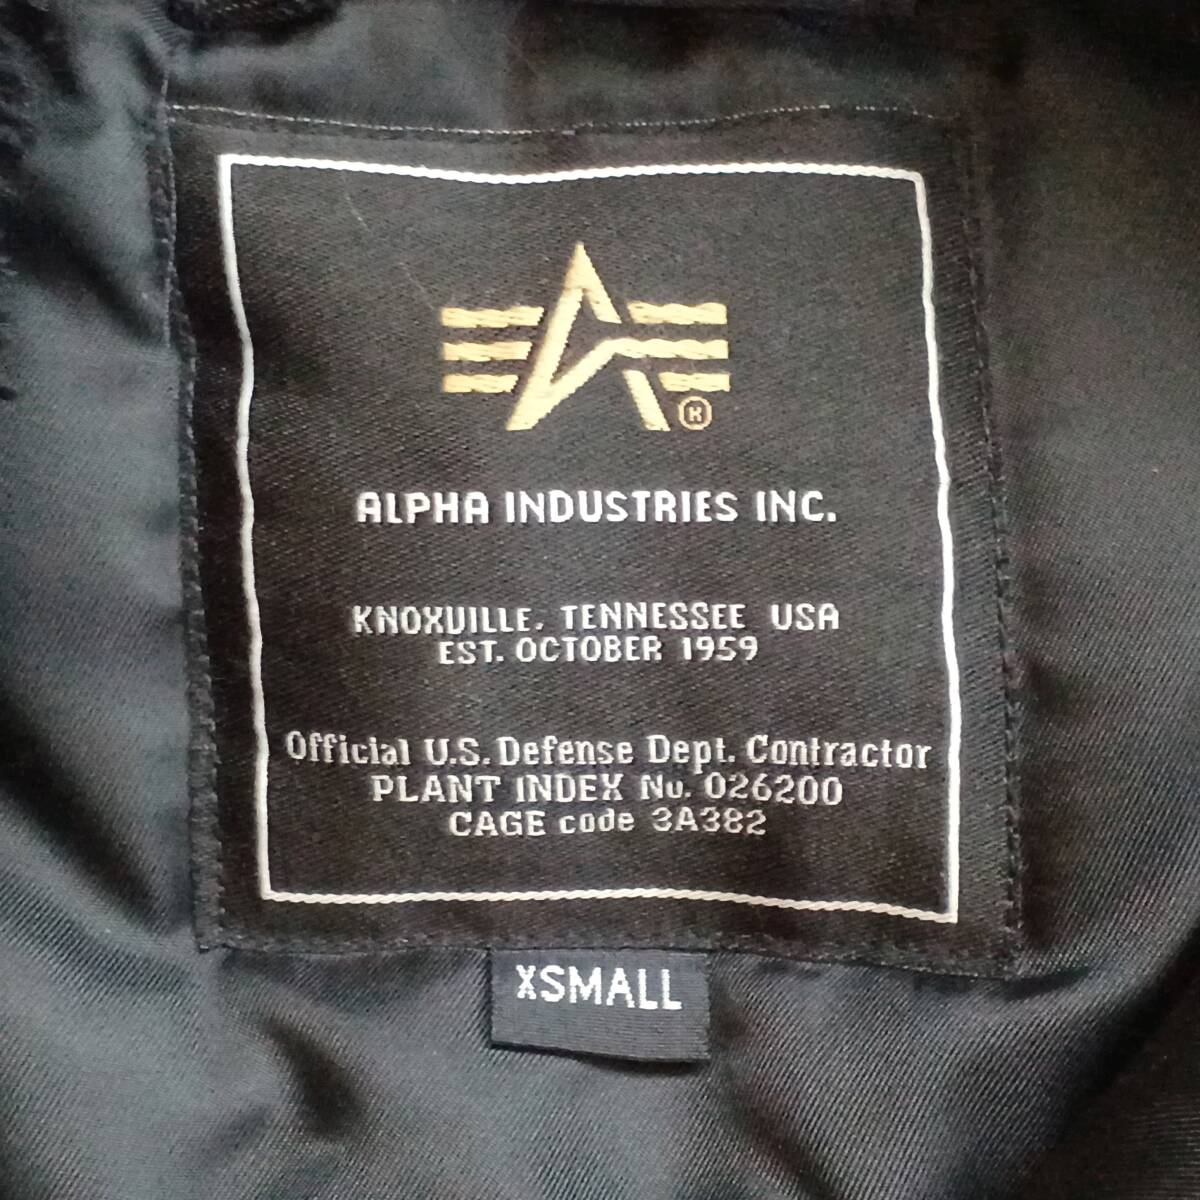 ®
ALPHA INDUSTRIES INC.
KNOXVILLE, TENNESSEE USA
EST. OCTOBER 1959
Official U.S. Defense Dept. Contractor
PLANT INDEX No. 026200
CAGE code 3A382
XSMALL